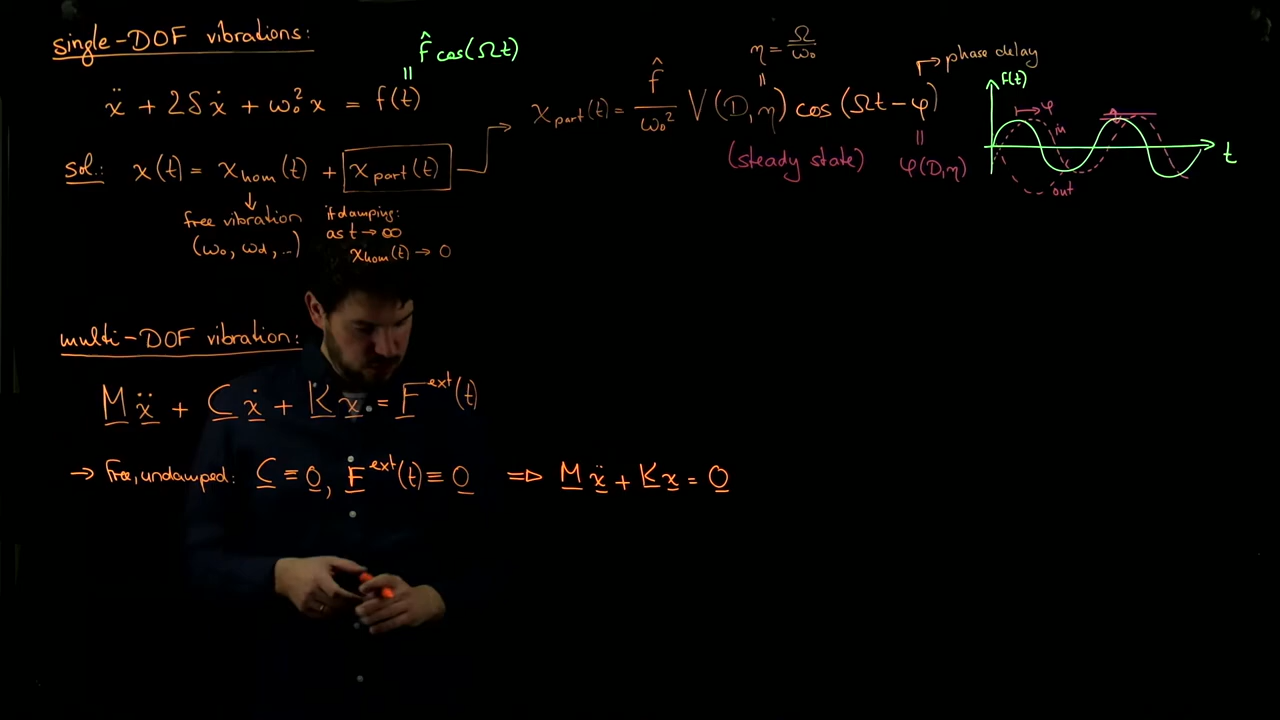 single-DOF vibrations:
f̂ cos(Ωt)
=
ẍ + 2δẋ + ω₀²x = f(t)
sol.: x(t) = x_hom(t) + x_part(t)
free vibration
(ω₀, ω_d, ...)
if damping:
as t → ∞
x_hom(t) → 0
η = Ω/ω₀
=
x_part(t) = f̂/ω₀² V(D,η) cos(Ωt-φ)
(steady state)
→ phase delay
=
φ(D,η)
f(t)
φ
in
out
t
multi-DOF vibration:
M ẍ + C ẋ + K x = F^ext(t)
→ free, undamped: C ≡ 0, F^ext(t) ≡ 0 ⇒ M ẍ + K x = 0